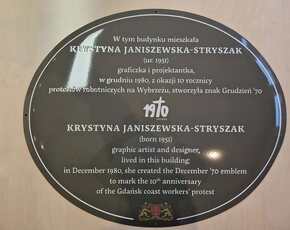 W tym budynku mieszkała
KRYSTYNA JANISZEWSKA-STRYSZAK
(ur. 1951)
graficzka i projektantka,
w grudniu 1980, z okazji 10 rocznicy
protestów robotniczych na Wybrzeżu, stworzyła znak Grudzień '70
1970
KRYSTYNA JANISZEWSKA-STRYSZAK
(born 1951)
graphic artist and designer,
lived in this building;
in December 1980, she created the December '70 emblem
to mark the 10th anniversary
of the Gdańsk coast workers' protest